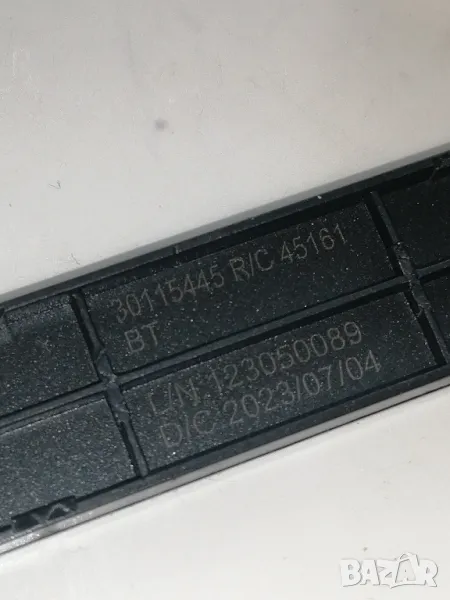 30115445 R/C 45161
BT
L/N 123050089
D/C 2023/07/04
BAZAR